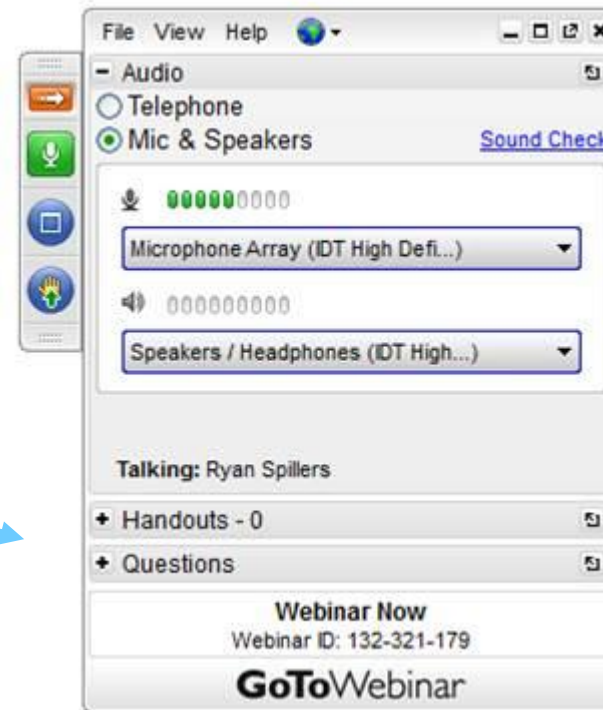 File View Help
- Audio
Telephone
Mic & Speakers Sound Check
Microphone Array (IDT High Defi...)
Speakers / Headphones (IDT High...)
Talking: Ryan Spillers
+ Handouts - 0
+ Questions
Webinar Now
Webinar ID: 132-321-179
GoToWebinar